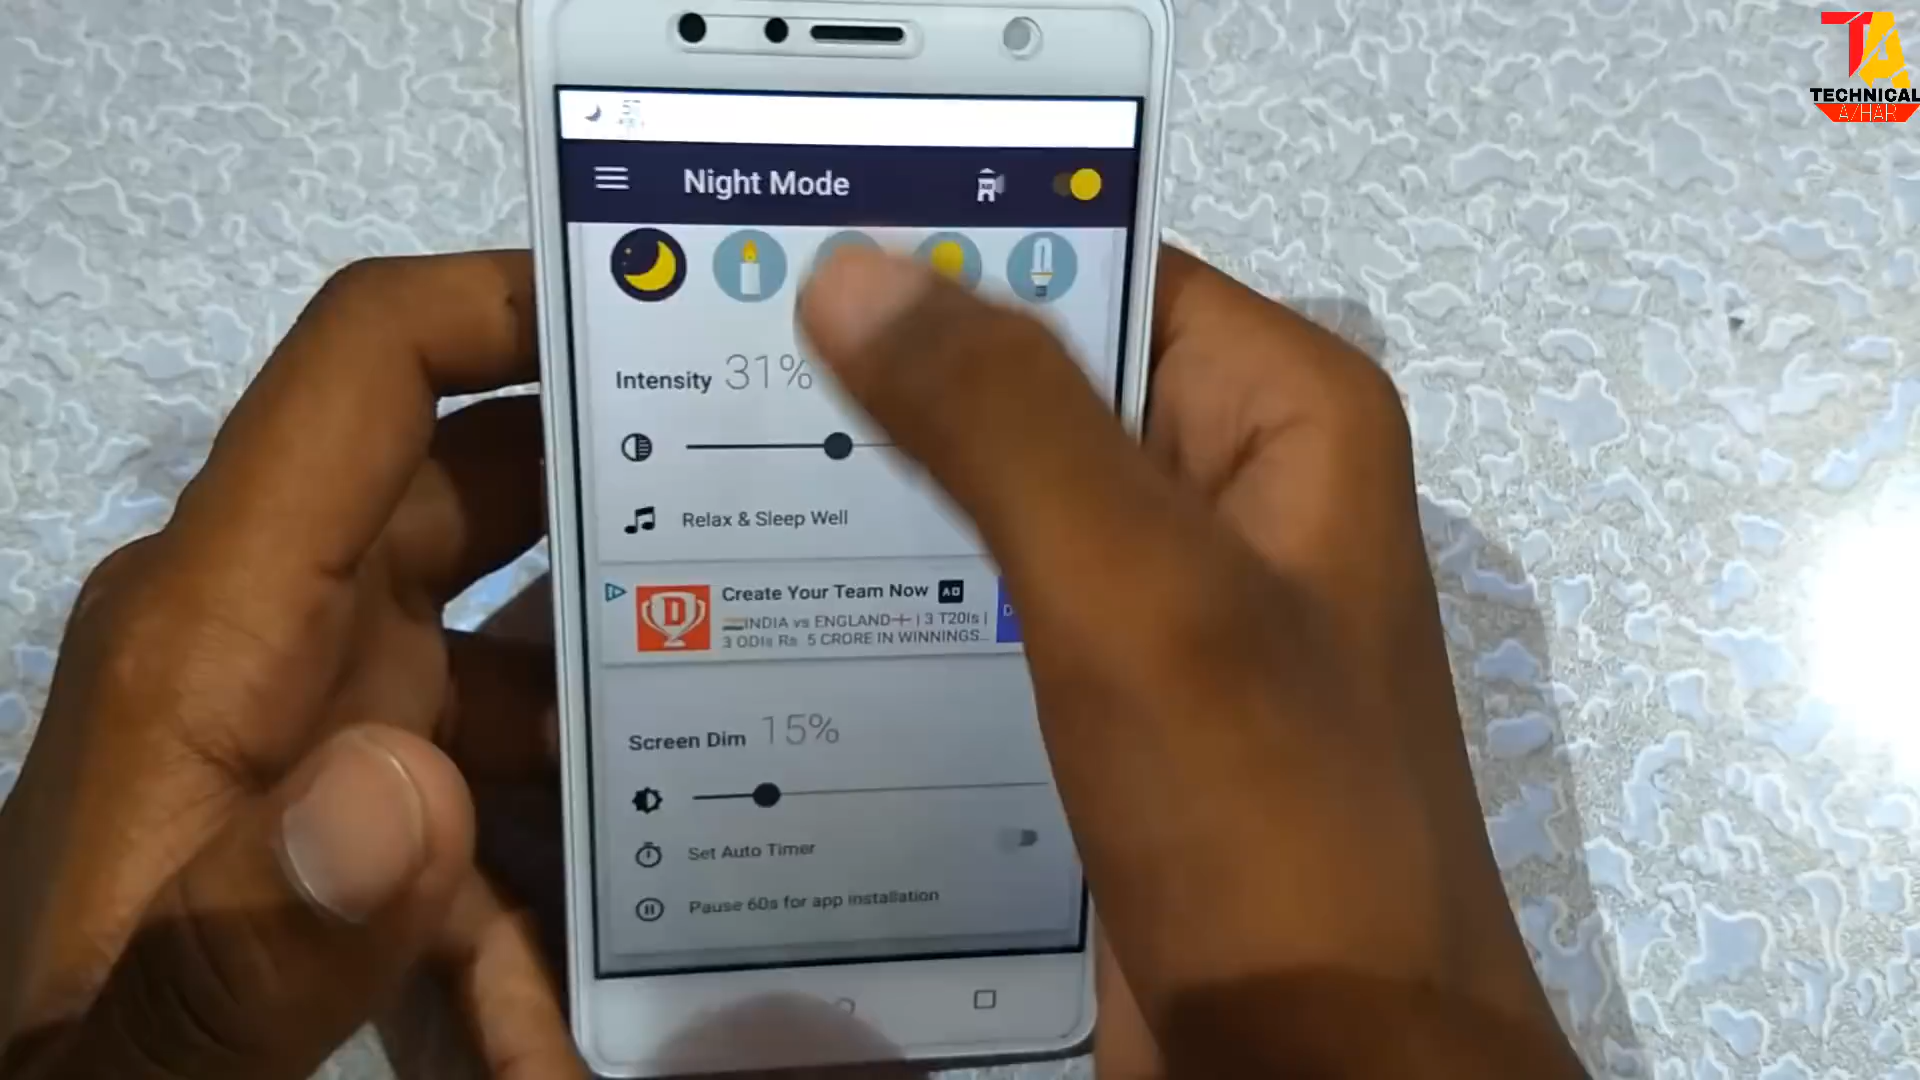 TECHNICAL
AZHAR
Night Mode
Intensity 31%
Relax & Sleep Well
Create Your Team Now AD
INDIA vs ENGLAND | 3 T20Is |
3 ODIs Rs 5 CRORE IN WINNINGS...
Screen Dim 15%
Set Auto Timer
Pause 60s for app installation